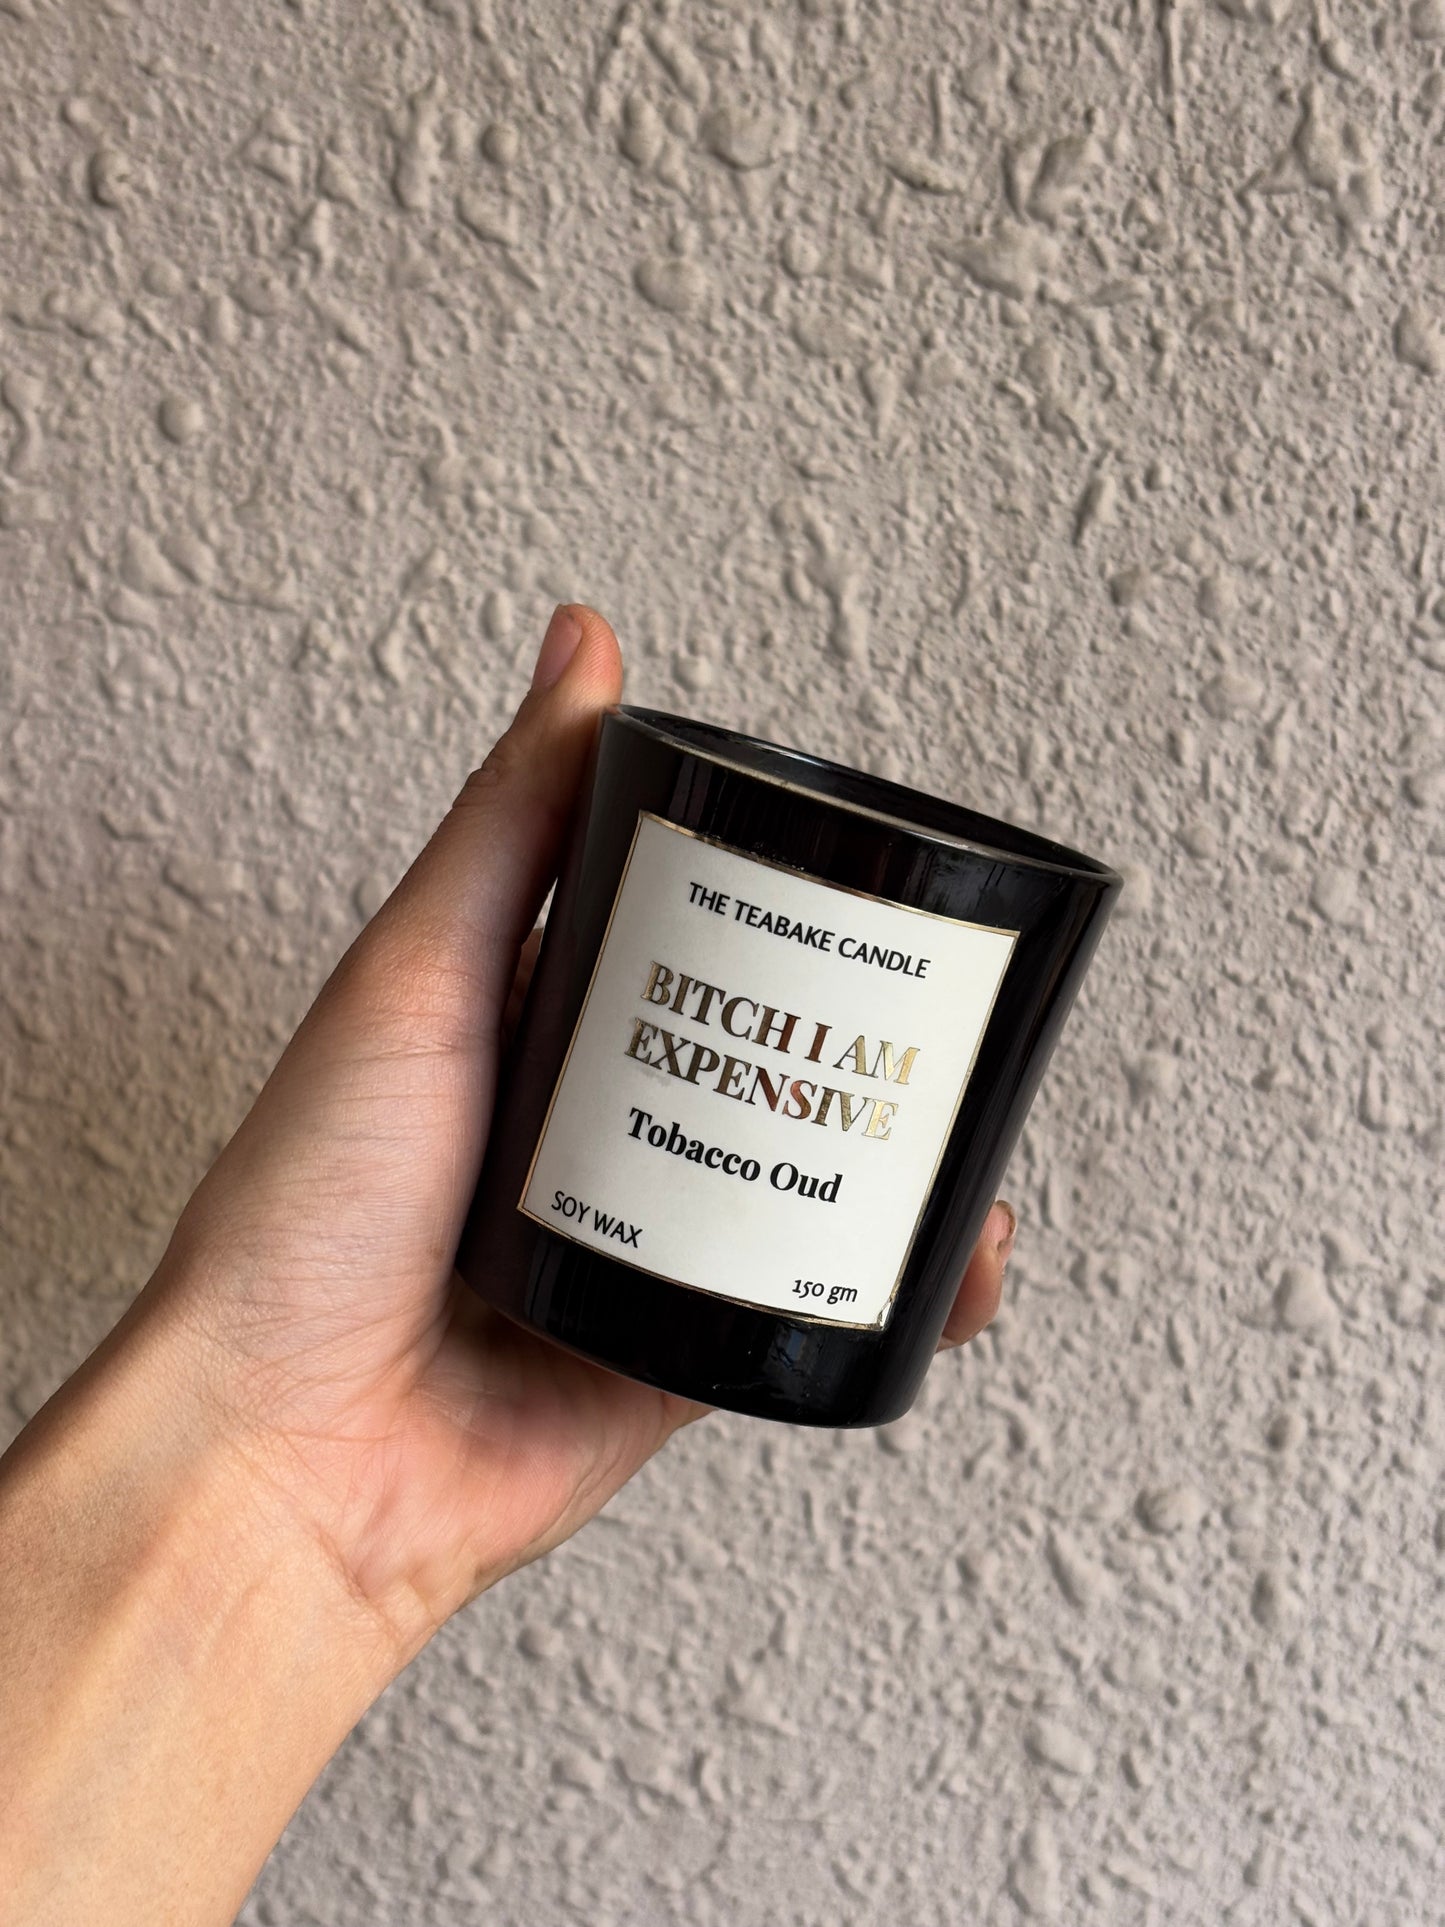 THE TEABAKE CANDLE
BITCH I AM
EXPENSIVE
Tobacco Oud
SOY WAX
150 gm